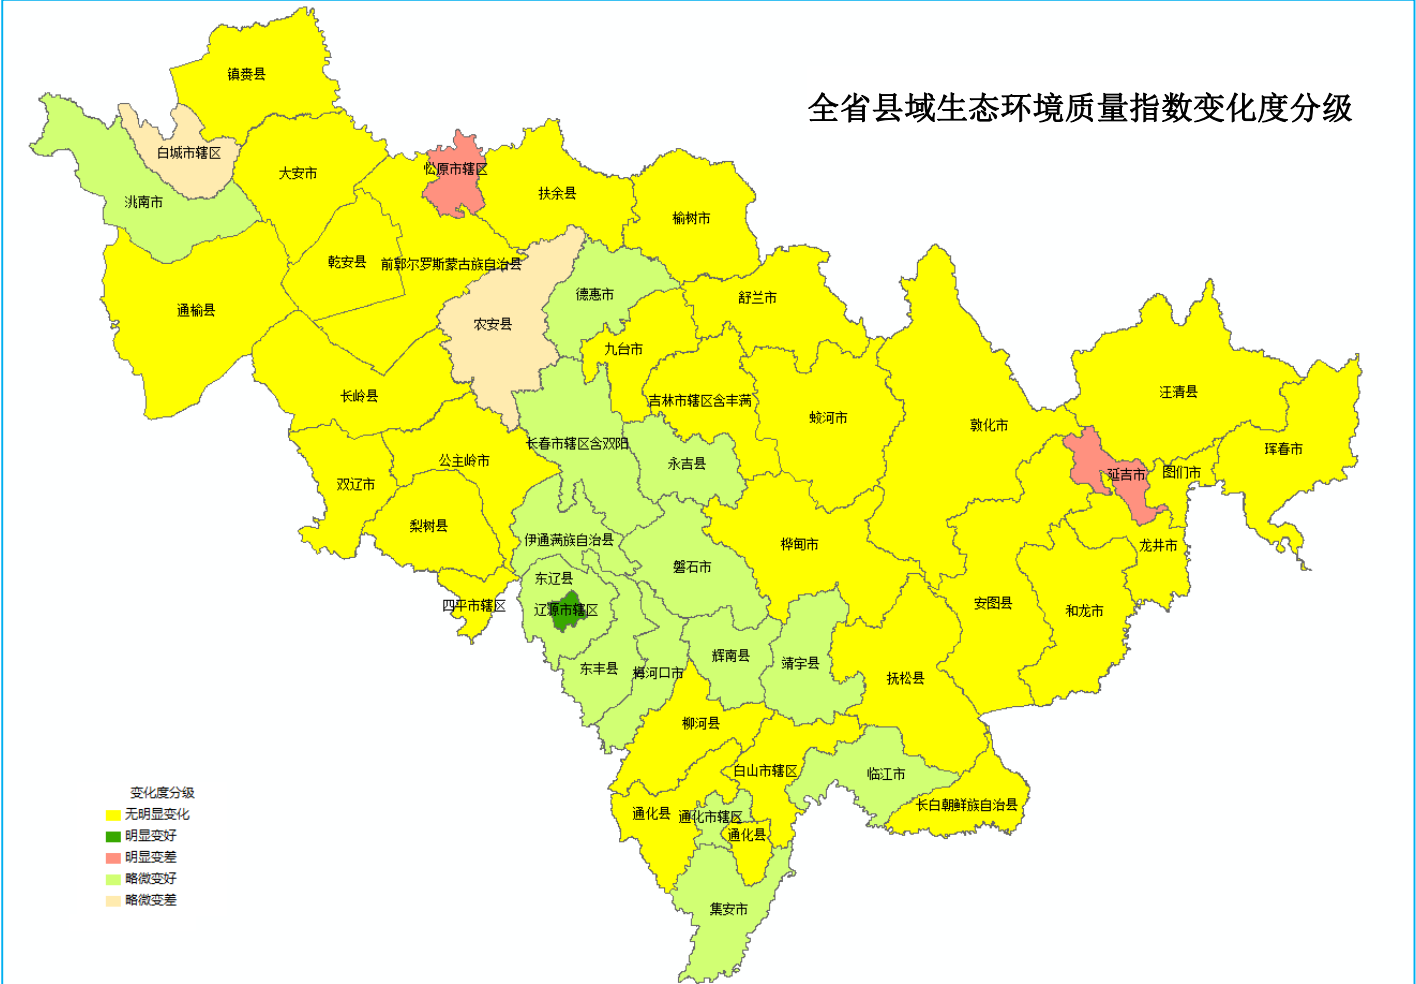 全省县域生态环境质量指数变化度分级
镇赉县
白城市辖区
洮南市
大安市
松原市辖区
扶余县
榆树市
乾安县
前郭尔罗斯蒙古族自治县
通榆县
农安县
德惠市
舒兰市
九台市
长岭县
吉林市辖区含丰满
蛟河市
敦化市
汪清县
珲春市
长春市辖区含双阳
公主岭市
永吉县
延吉市
图们市
双辽市
梨树县
伊通满族自治县
磐石市
桦甸市
龙井市
东辽县
四平市辖区
辽源市辖区
安图县
和龙市
东丰县
梅河口市
辉南县
靖宇县
抚松县
柳河县
白山市辖区
临江市
长白朝鲜族自治县
通化县
通化市辖区
通化县
集安市
变化度分级
无明显变化
明显变好
明显变差
略微变好
略微变差